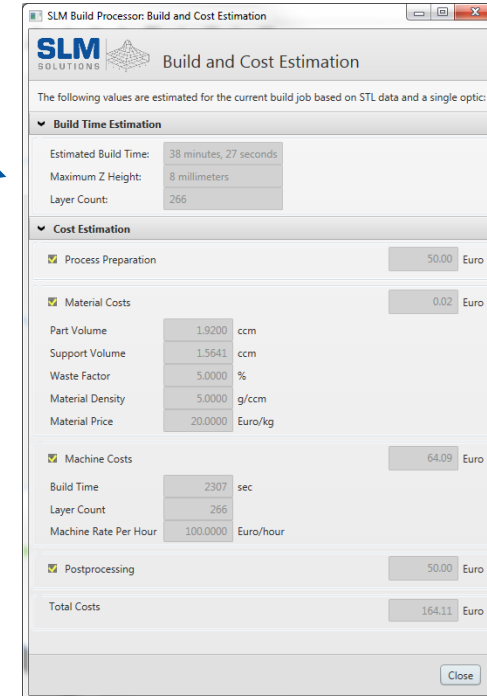 SLM Build Processor: Build and Cost Estimation
SLM
SOLUTIONS
Build and Cost Estimation
The following values are estimated for the current build job based on STL data and a single optic:
Build Time Estimation
Estimated Build Time: 38 minutes, 27 seconds
Maximum Z Height: 8 millimeters
Layer Count: 266
Cost Estimation
Process Preparation 50.00 Euro
Material Costs 0.02 Euro
Part Volume 1.9200 ccm
Support Volume 1.5641 ccm
Waste Factor 5.0000 %
Material Density 5.0000 g/ccm
Material Price 20.0000 Euro/kg
Machine Costs 64.09 Euro
Build Time 2307 sec
Layer Count 266
Machine Rate Per Hour 100.0000 Euro/hour
Postprocessing 50.00 Euro
Total Costs 164.11 Euro
Close